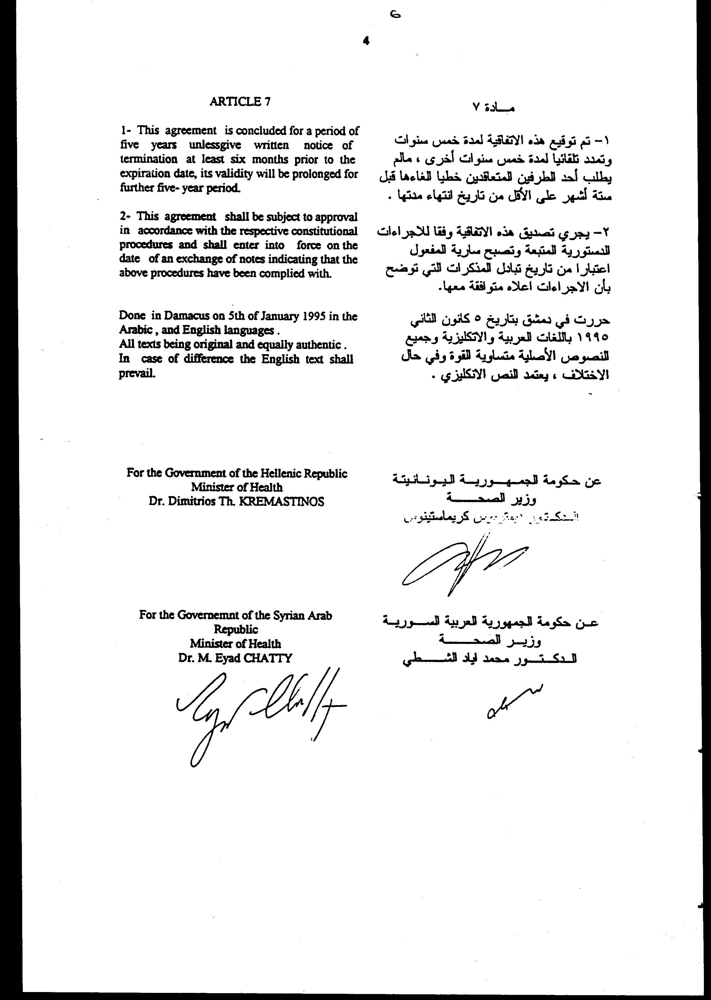 6
4
ARTICLE 7
1- This agreement is concluded for a period of
five years unlessgive written notice of
termination at least six months prior to the
expiration date, its validity will be prolonged for
further five- year period.
2- This agreement shall be subject to approval
in accordance with the respective constitutional
procedures and shall enter into force on the
date of an exchange of notes indicating that the
above procedures have been complied with.
Done in Damacus on 5th of January 1995 in the
Arabic , and English languages .
All texts being original and equally authentic .
In case of difference the English text shall
prevail.
For the Government of the Hellenic Republic
Minister of Health
Dr. Dimitrios Th. KREMASTINOS
For the Governemnt of the Syrian Arab
Republic
Minister of Health
Dr. M. Eyad CHATTY
مــادة ٧
١- تم توقيع هذه الاتفاقية لمدة خمس سنوات
وتمدد تلقائيا لمدة خمس سنوات أخرى ، مالم
يطلب أحد الطرفين المتعاقدين خطيا الغاءها قبل
ستة أشهر على الأقل من تاريخ انتهاء مدتها .
٢- يجري تصديق هذه الاتفاقية وفقا للاجراءات
الدستورية المتبعة وتصبح سارية المفعول
اعتبارا من تاريخ تبادل المذكرات التي توضح
بأن الاجراءات اعلاه متوافقة معها.
حررت في دمشق بتاريخ ٥ كانون الثاني
١٩٩٥ باللغات العربية والانكليزية وجميع
النصوص الأصلية متساوية القوة وفي حال
الاختلاف ، يعتمد النص الانكليزي .
عن حكومة الجمـهـوريـة اليـونـانيتة
وزير الصحــــة
الـدكـتور ديمتريوس كريماستينوس
عـن حكومة الجمهورية العربية الســورية
وزيـر الصحــــة
الـدكـتـور محمد اياد الشــطي